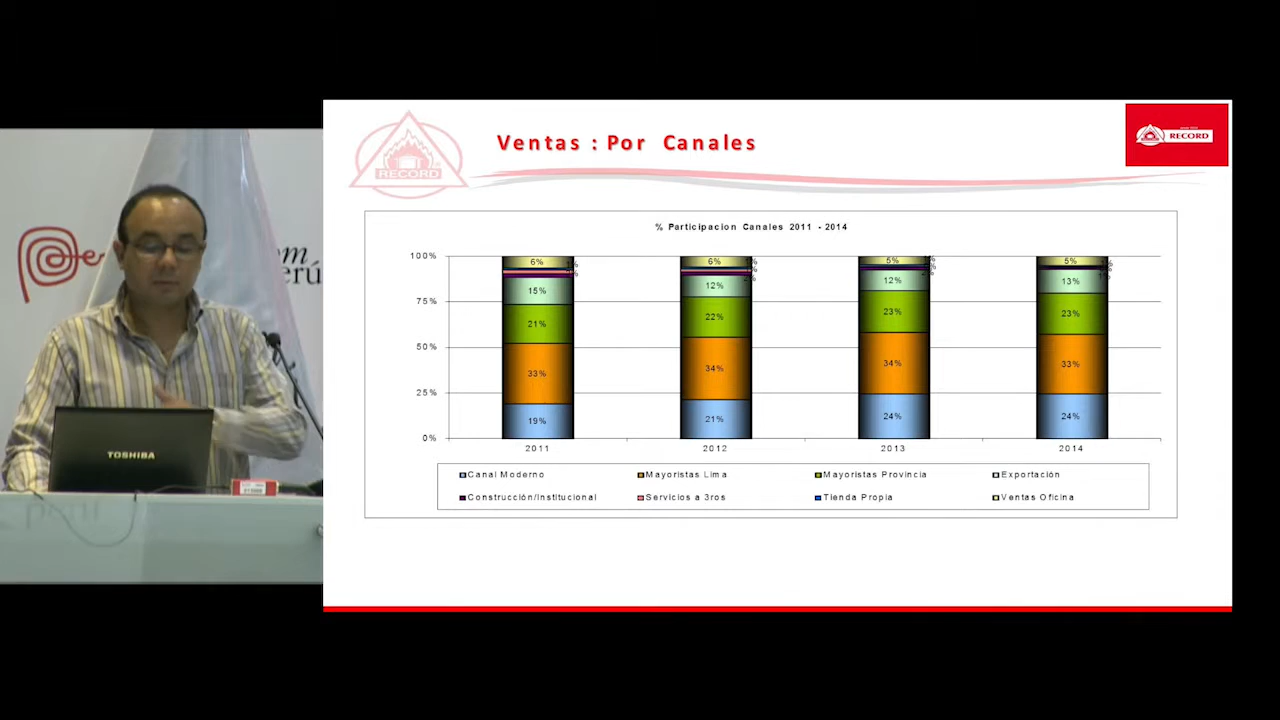 Ventas : Por Canales
RECORD
RECORD
% Participacion Canales 2011 - 2014
100%
75%
50%
25%
0%
6%
15%
21%
33%
19%
6%
12%
22%
34%
21%
5%
12%
23%
34%
24%
5%
13%
23%
33%
24%
2011
2012
2013
2014
Canal Moderno
Mayoristas Lima
Mayoristas Provincia
Exportación
Construcción/Institucional
Servicios a 3ros
Tienda Propia
Ventas Oficina
TOSHIBA